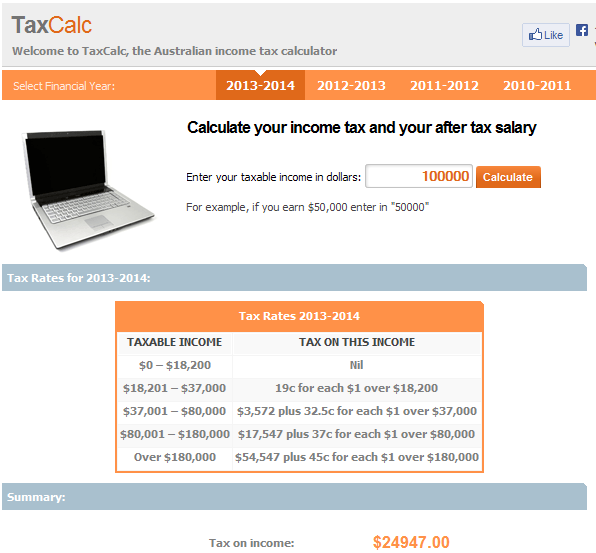 TaxCalc
Welcome to TaxCalc, the Australian income tax calculator
Like
Select Financial Year: 2013-2014 2012-2013 2011-2012 2010-2011
Calculate your income tax and your after tax salary
Enter your taxable income in dollars: 100000 Calculate
For example, if you earn $50,000 enter in "50000"
Tax Rates for 2013-2014:
Tax Rates 2013-2014
TAXABLE INCOME TAX ON THIS INCOME
$0 – $18,200 Nil
$18,201 – $37,000 19c for each $1 over $18,200
$37,001 – $80,000 $3,572 plus 32.5c for each $1 over $37,000
$80,001 – $180,000 $17,547 plus 37c for each $1 over $80,000
Over $180,000 $54,547 plus 45c for each $1 over $180,000
Summary:
Tax on income: $24947.00